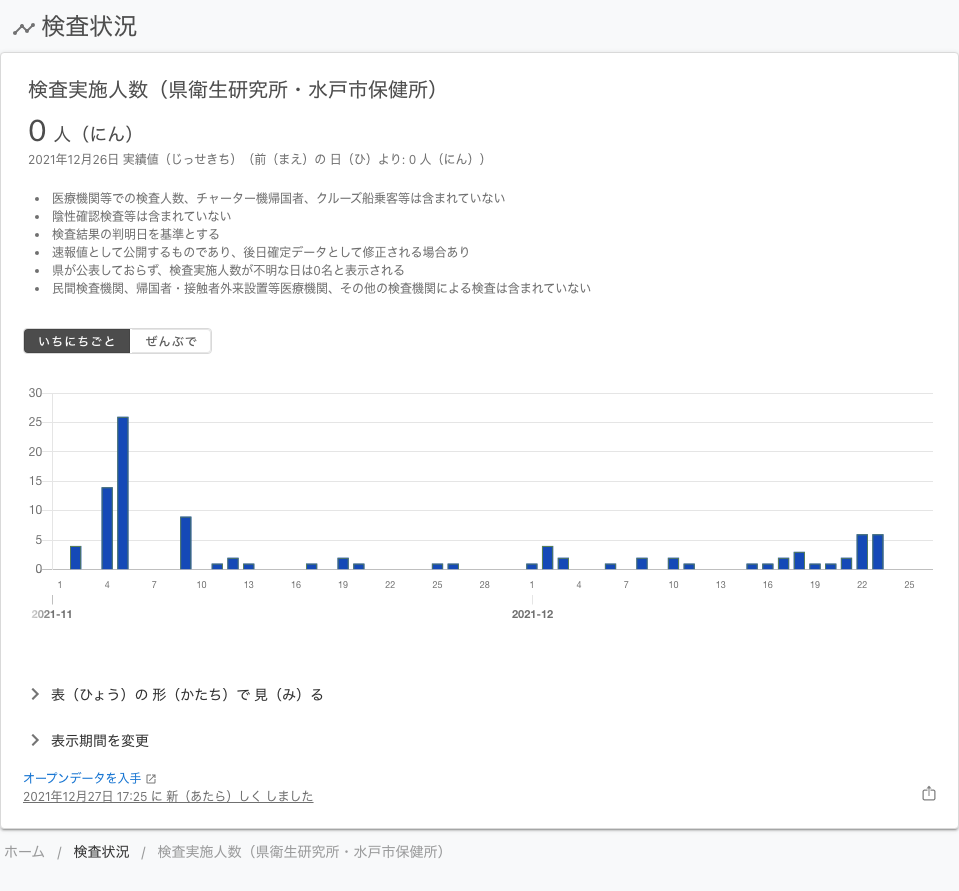 検査状況
検査実施人数（県衛生研究所・水戸市保健所）
0 人（にん）
2021年12月26日 実績値（じっせきち）（前（まえ）の 日（ひ）より: 0 人（にん））
• 医療機関等での検査人数、チャーター機帰国者、クルーズ船乗客等は含まれていない
• 陰性確認検査等は含まれていない
• 検査結果の判明日を基準とする
• 速報値として公開するものであり、後日確定データとして修正される場合あり
• 県が公表しておらず、検査実施人数が不明な日は0名と表示される
• 民間検査機関、帰国者・接触者外来設置等医療機関、その他の検査機関による検査は含まれていない
いちにちごと ぜんぶで
30
25
20
15
10
5
0
1 4 7 10 13 16 19 22 25 28 1 4 7 10 13 16 19 22 25
2021-11 2021-12
表（ひょう）の 形（かたち）で 見（み）る
表示期間を変更
オープンデータを入手
2021年12月27日 17:25 に 新（あたら）しく しました
ホーム / 検査状況 / 検査実施人数（県衛生研究所・水戸市保健所）